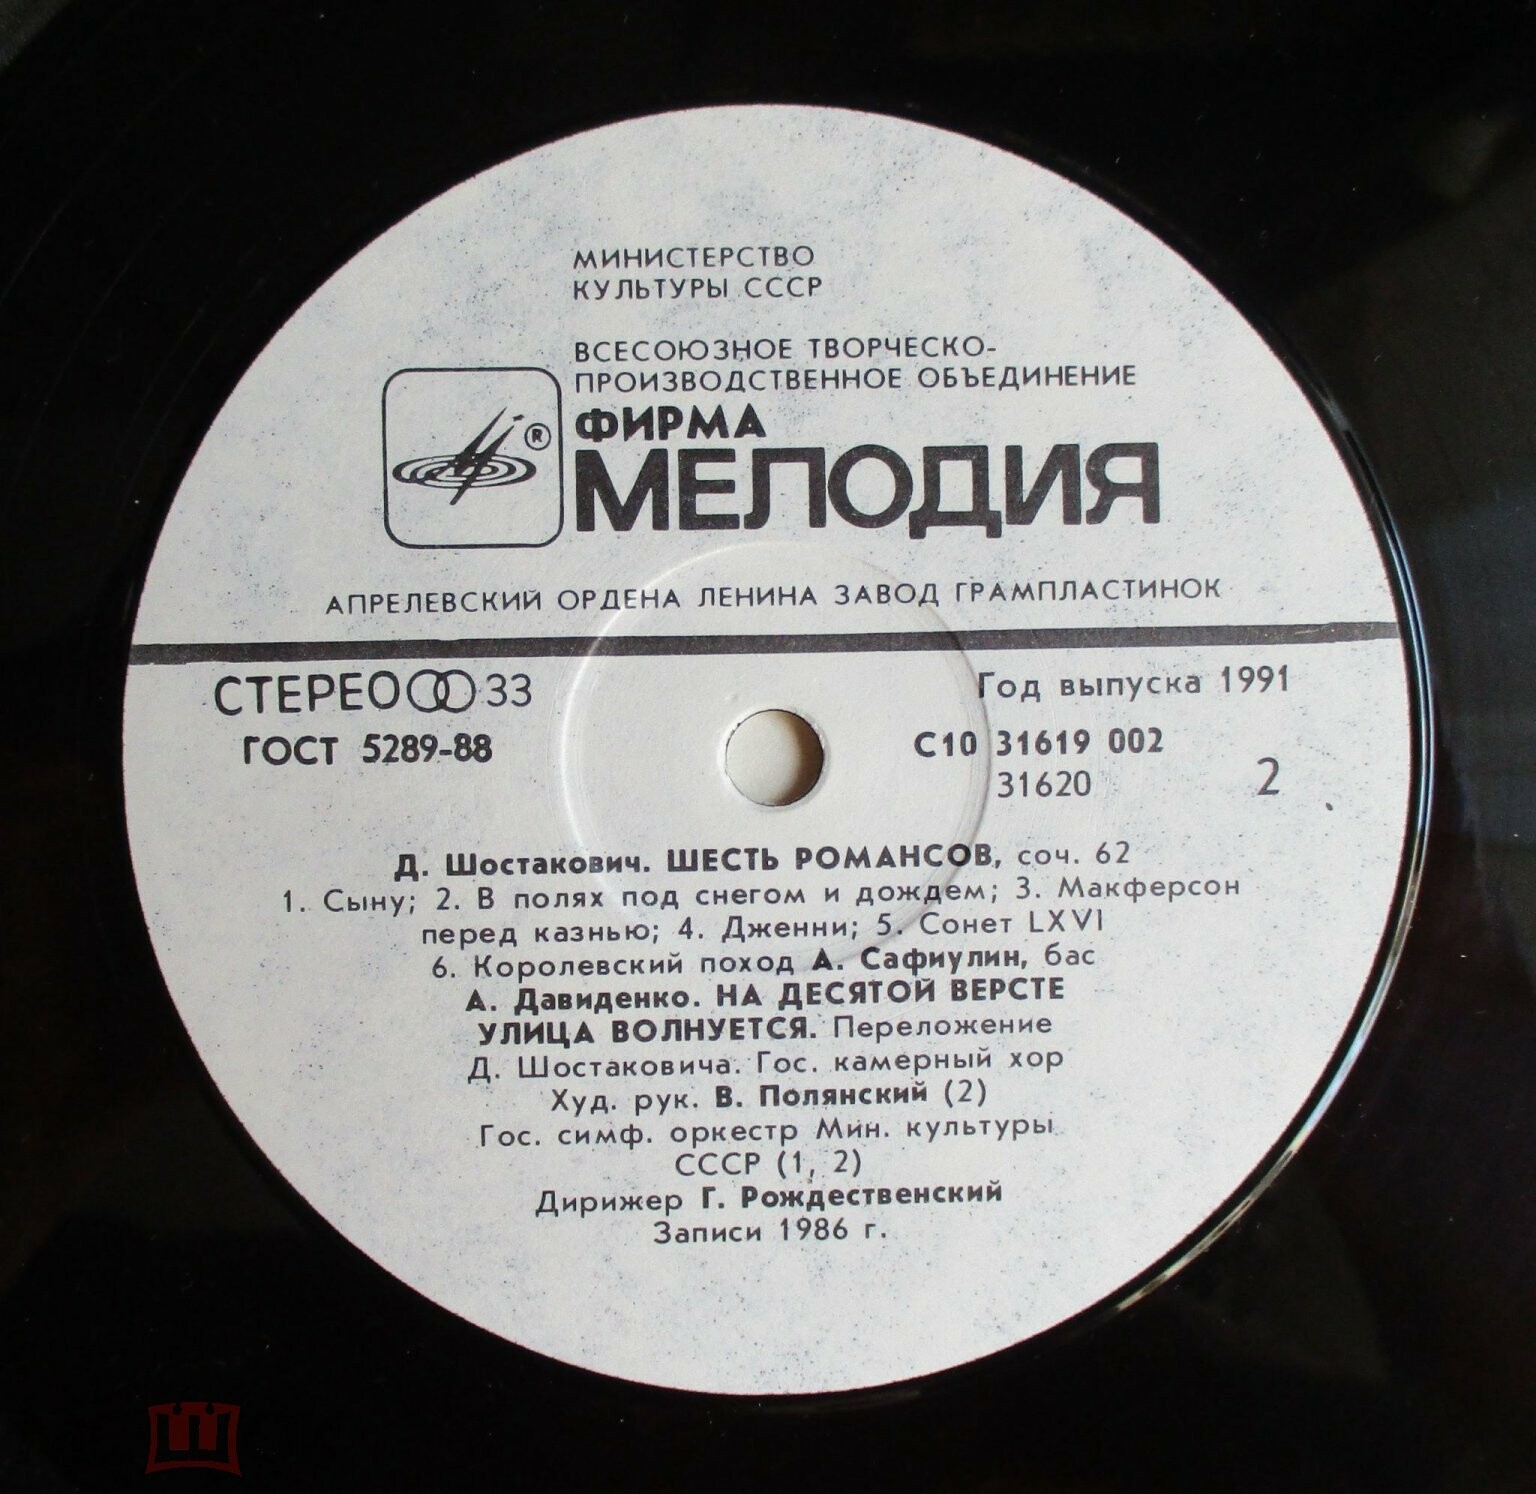 МИНИСТЕРСТВО
КУЛЬТУРЫ СССР
ВСЕСОЮЗНОЕ ТВОРЧЕСКО-
ПРОИЗВОДСТВЕННОЕ ОБЪЕДИНЕНИЕ
®
ФИРМА
МЕЛОДИЯ
АПРЕЛЕВСКИЙ ОРДЕНА ЛЕНИНА ЗАВОД ГРАМПЛАСТИНОК
СТЕРЕО 33
Год выпуска 1991
ГОСТ 5289-88
С10 31619 002
31620
2
Д. Шостакович. ШЕСТЬ РОМАНСОВ, соч. 62
1. Сыну; 2. В полях под снегом и дождем; 3. Макферсон
перед казнью; 4. Дженни; 5. Сонет LXVI
6. Королевский поход А. Сафиулин, бас
А. Давиденко. НА ДЕСЯТОЙ ВЕРСТЕ
УЛИЦА ВОЛНУЕТСЯ. Переложение
Д. Шостаковича. Гос. камерный хор
Худ. рук. В. Полянский (2)
Гос. симф. оркестр Мин. культуры
СССР (1, 2)
Дирижер Г. Рождественский
Записи 1986 г.